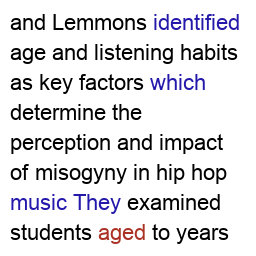 and Lemmons identified
age and listening habits
as key factors which
determine the
perception and impact
of misogyny in hip hop
music They examined
students aged to years